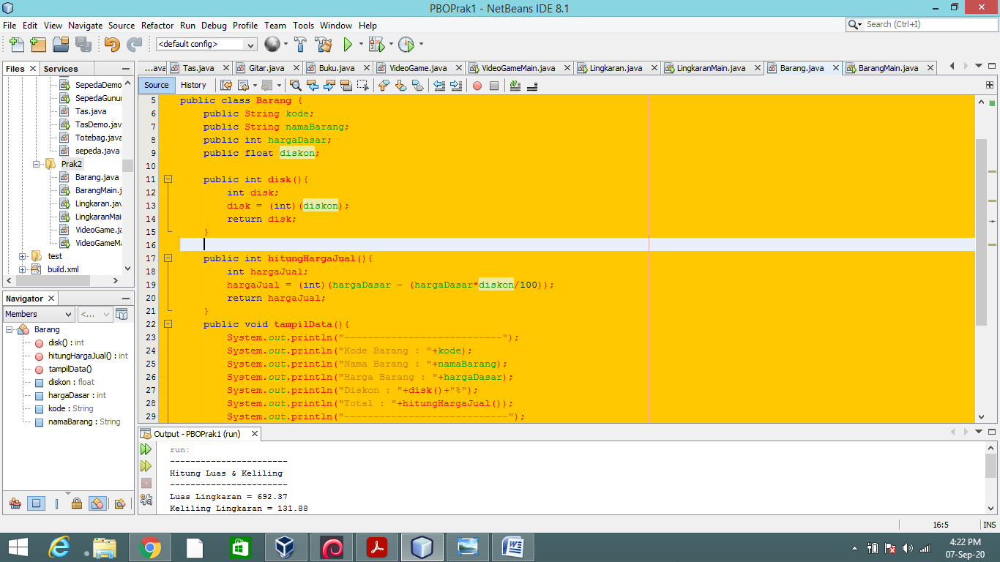 PBOPrak1 - NetBeans IDE 8.1
File Edit View Navigate Source Refactor Run Debug Profile Team Tools Window Help
Search (Ctrl+I)
<default config>
Files Services
SepedaDemo
SepedaGunu
Tas.java
TasDemo.java
Totebag.java
sepeda.java
Prak2
Barang.java
BarangMain.j
Lingkaran.jav
LingkaranMai
VideoGame.ja
VideoGameMa
test
build.xml
Navigator
Members <...
Barang
disk() : int
hitungHargaJual() : int
tampilData()
diskon : float
hargaDasar : int
kode : String
namaBarang : String
...ava Tas.java Gitar.java Buku.java VideoGame.java VideoGameMain.java Lingkaran.java LingkaranMain.java Barang.java BarangMain.java
Source History
5 public class Barang {
6 public String kode;
7 public String namaBarang;
8 public int hargaDasar;
9 public float diskon;
10
11 public int disk(){
12 int disk;
13 disk = (int)(diskon);
14 return disk;
15 }
16
17 public int hitungHargaJual(){
18 int hargaJual;
19 hargaJual = (int)(hargaDasar - (hargaDasar*diskon/100));
20 return hargaJual;
21 }
22 public void tampilData(){
23 System.out.println("---------------------------");
24 System.out.println("Kode Barang : "+kode);
25 System.out.println("Nama Barang : "+namaBarang);
26 System.out.println("Harga Barang : "+hargaDasar);
27 System.out.println("Diskon : "+disk()+"%");
28 System.out.println("Total : "+hitungHargaJual());
29 System.out.println("----------------------------");
Output - PBOPrak1 (run)
run:
-----------------------
Hitung Luas & Keliling
-----------------------
Luas Lingkaran = 692.37
Keliling Lingkaran = 131.88
16:5 INS
4:22 PM
07-Sep-20